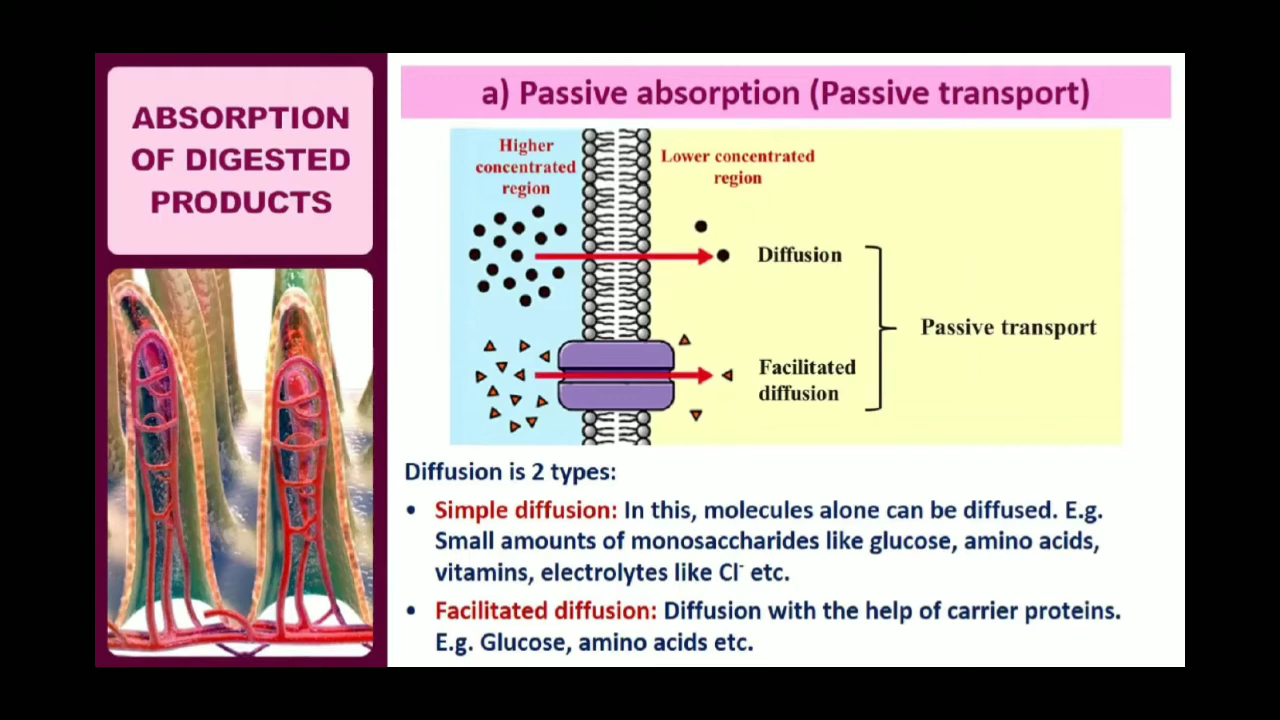 ABSORPTION
OF DIGESTED
PRODUCTS
a) Passive absorption (Passive transport)
Higher
concentrated
region
Lower concentrated
region
Diffusion
Facilitated
diffusion
Passive transport
Diffusion is 2 types:
• Simple diffusion: In this, molecules alone can be diffused. E.g.
Small amounts of monosaccharides like glucose, amino acids,
vitamins, electrolytes like Cl⁻ etc.
• Facilitated diffusion: Diffusion with the help of carrier proteins.
E.g. Glucose, amino acids etc.